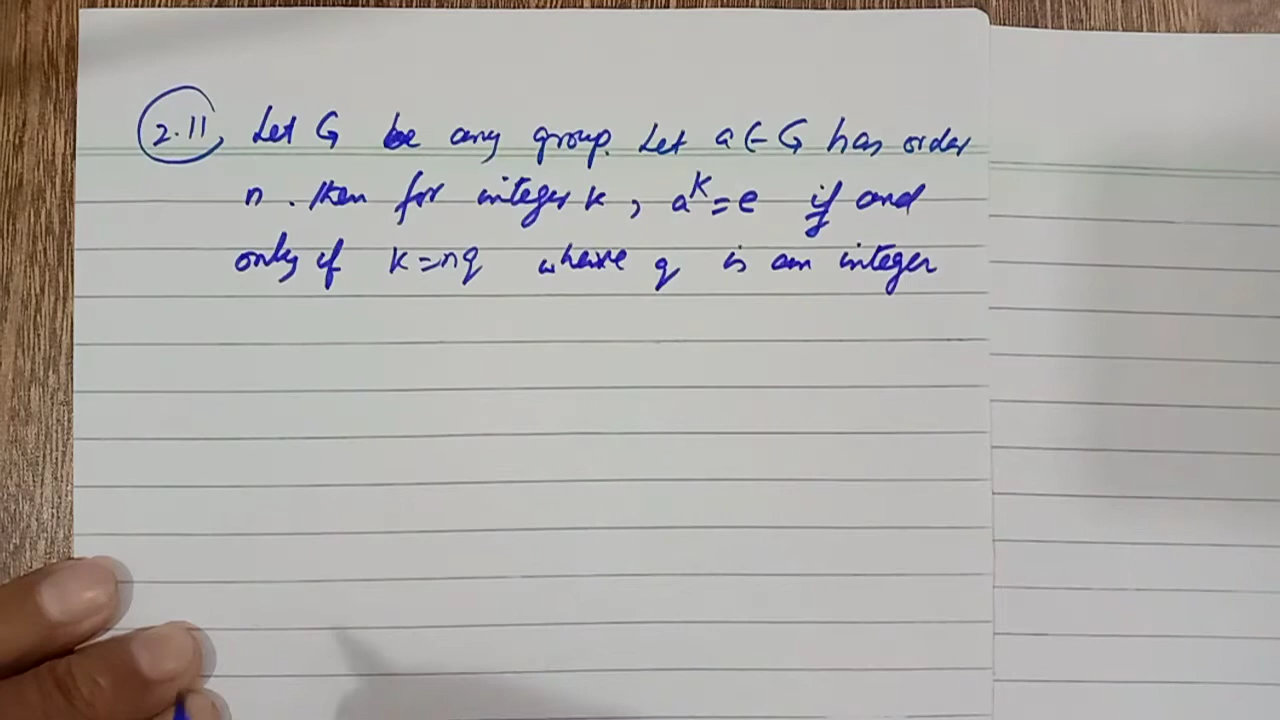 2.11, Let G be any group. Let a ∈ G has order
n. then for integer k, a^k = e if and
only if k = nq where q is an integer